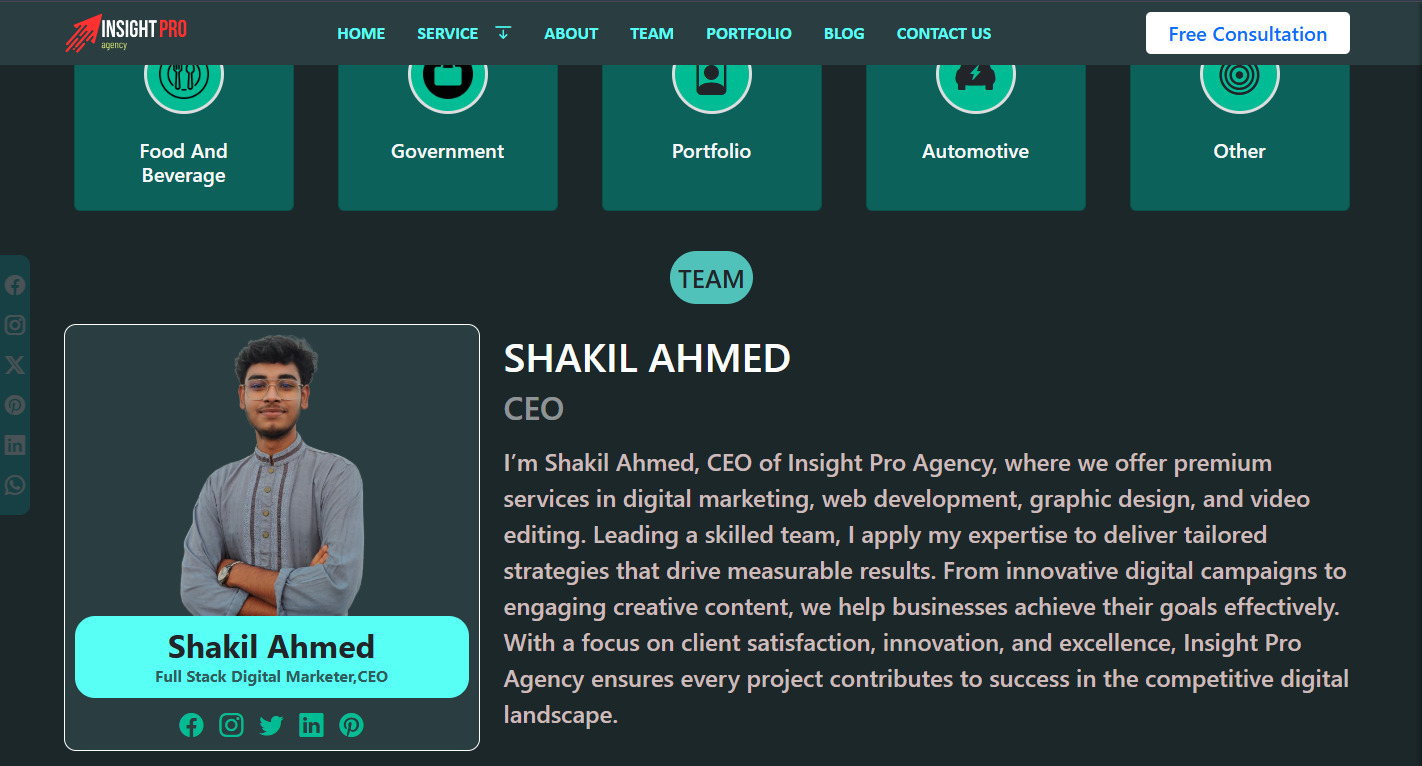 INSIGHT PRO
agency
HOME
SERVICE
ABOUT
TEAM
PORTFOLIO
BLOG
CONTACT US
Free Consultation
Food And
Beverage
Government
Portfolio
Automotive
Other
TEAM
SHAKIL AHMED
CEO
I’m Shakil Ahmed, CEO of Insight Pro Agency, where we offer premium
services in digital marketing, web development, graphic design, and video
editing. Leading a skilled team, I apply my expertise to deliver tailored
strategies that drive measurable results. From innovative digital campaigns to
engaging creative content, we help businesses achieve their goals effectively.
With a focus on client satisfaction, innovation, and excellence, Insight Pro
Agency ensures every project contributes to success in the competitive digital
landscape.
Shakil Ahmed
Full Stack Digital Marketer,CEO